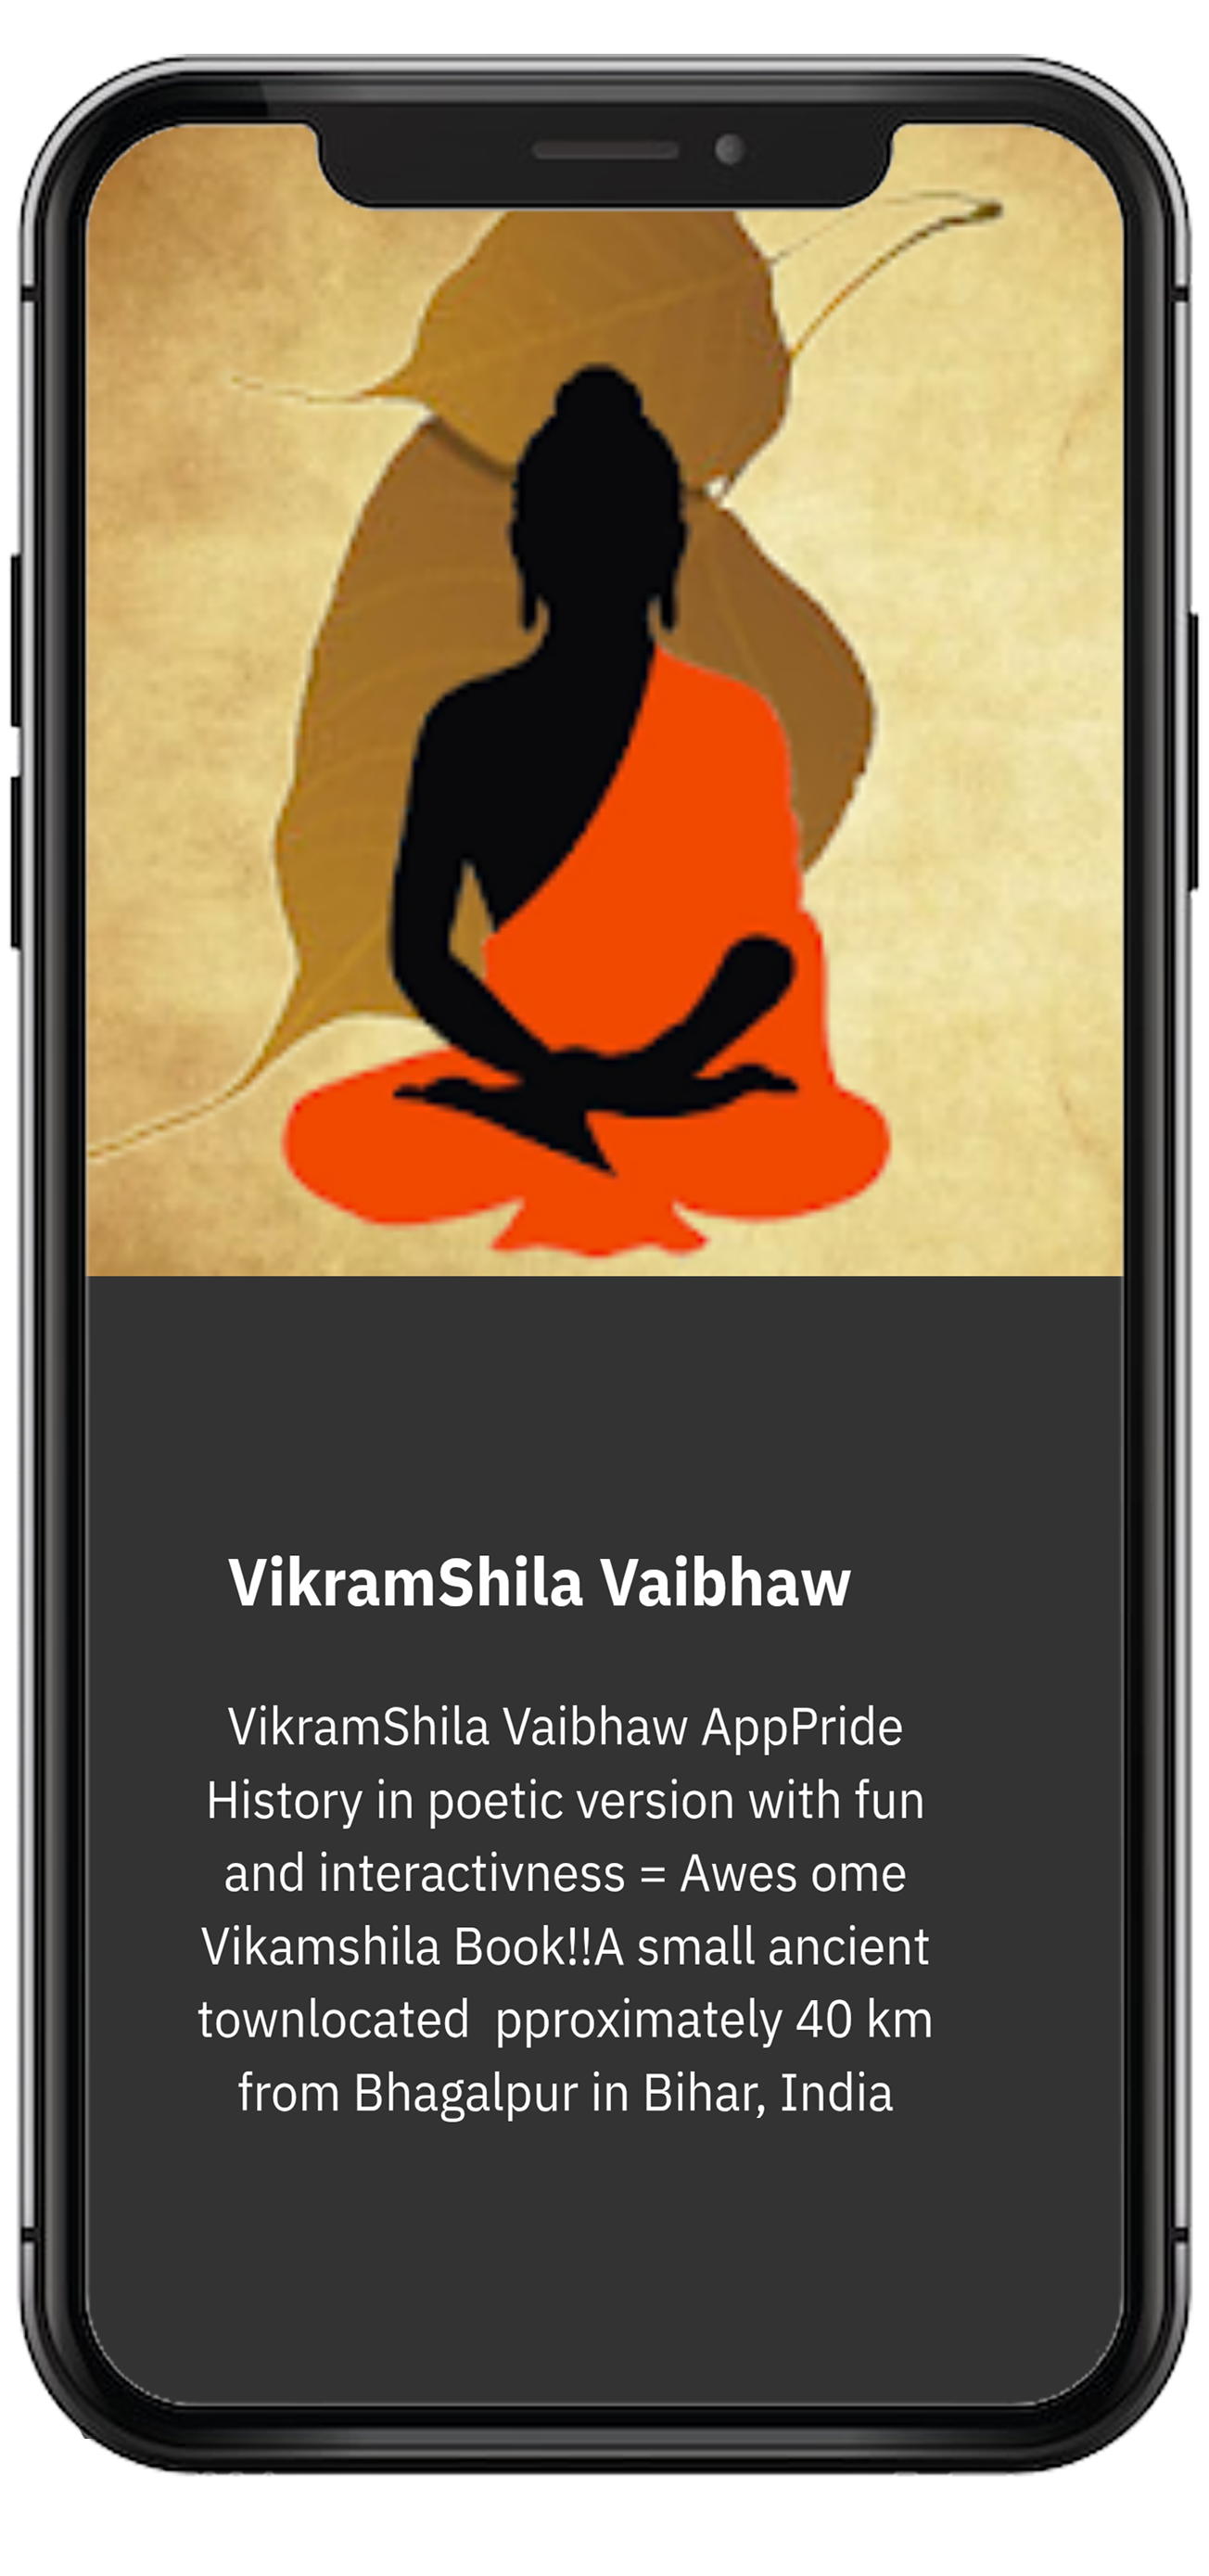 VikramShila Vaibhaw
VikramShila Vaibhaw AppPride
History in poetic version with fun
and interactivness = Awes ome
Vikamshila Book!!A small ancient
townlocated  pproximately 40 km
from Bhagalpur in Bihar, India